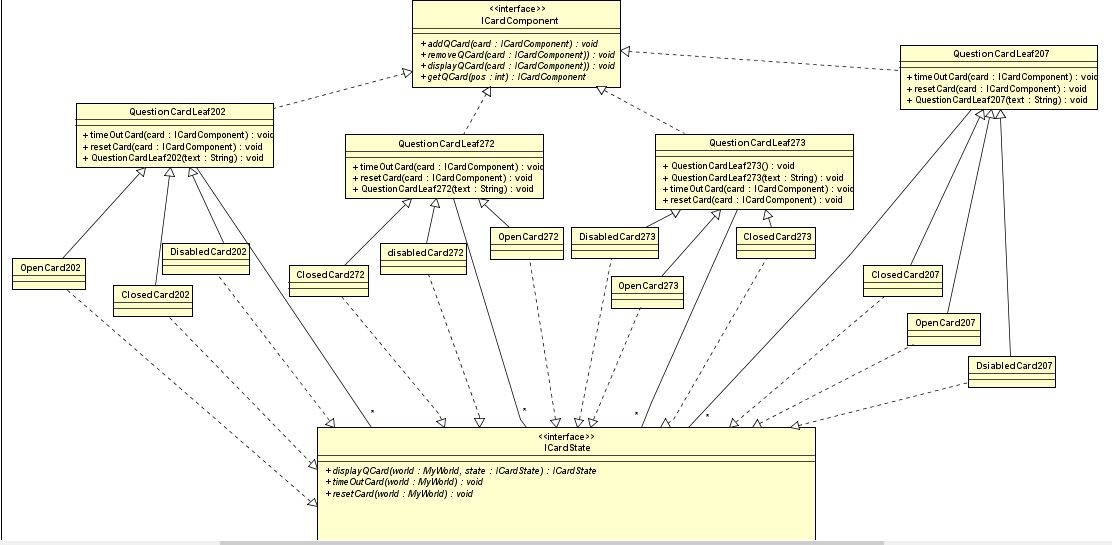 <<interface>>
ICardComponent
+ addQCard(card : ICardComponent) : void
+ removeQCard(card : ICardComponent)) : void
+ displayQCard(card : ICardComponent)) : void
+ getQCard(pos : int) : ICardComponent
QuestionCardLeaf207
+ timeOutCard(card : ICardComponent) : void
+ resetCard(card : ICardComponent) : void
+ QuestionCardLeaf207(text : String) : void
QuestionCardLeaf202
+ timeOutCard(card : ICardComponent) : void
+ resetCard(card : ICardComponent) : void
+ QuestionCardLeaf202(text : String) : void
QuestionCardLeaf272
+ timeOutCard(card : ICardComponent) : void
+ resetCard(card : ICardComponent) : void
+ QuestionCardLeaf272(text : String) : void
QuestionCardLeaf273
+ QuestionCardLeaf273() : void
+ QuestionCardLeaf273(text : String) : void
+ timeOutCard(card : ICardComponent) : void
+ resetCard(card : ICardComponent) : void
OpenCard202
ClosedCard202
DisabledCard202
ClosedCard272
disabledCard272
OpenCard272
DisabledCard273
OpenCard273
ClosedCard273
ClosedCard207
OpenCard207
DsiabledCard207
*
*
*
*
<<interface>>
ICardState
+ displayQCard(world : MyWorld, state : ICardState) : ICardState
+ timeOutCard(world : MyWorld) : void
+ resetCard(world : MyWorld) : void